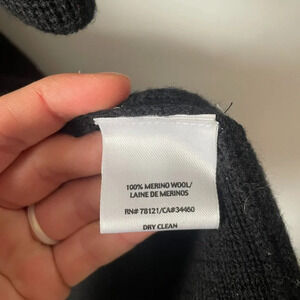 100% MERINO WOOL/
LAINE DE MERINOS
RN# 78121/CA#34460
DRY CLEAN